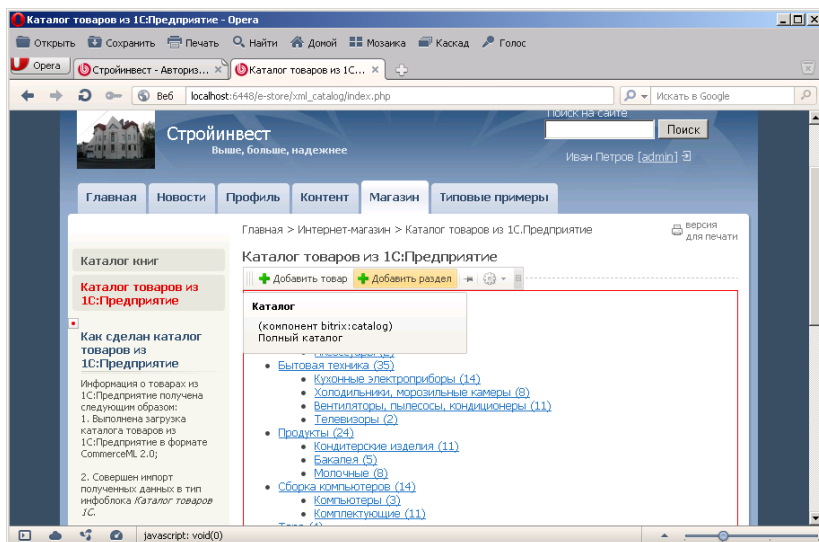 Каталог товаров из 1С:Предприятие - Opera
Открыть Сохранить Печать Найти Домой Мозаика Каскад Голос
Opera Стройинвест - Авториз... Каталог товаров из 1С...
Веб localhost:6448/e-store/xml_catalog/index.php Искать в Google
Поиск на сайте
Стройинвест
Поиск
Выше, больше, надежнее
Иван Петров [admin]
Главная Новости Профиль Контент Магазин Типовые примеры
Главная > Интернет-магазин > Каталог товаров из 1С.Предприятие
версия
для печати
Каталог книг
Каталог товаров из
1С:Предприятие
Как сделан каталог
товаров из
1С:Предприятие
Информация о товарах из
1С:Предприятие получена
следующим образом:
1. Выполнена загрузка
каталога товаров из
1С:Предприятие в формате
CommerceML 2.0;
2. Совершен импорт
полученных данных в тип
инфоблока Каталог товаров
1С.
Каталог товаров из 1С:Предприятие
Добавить товар Добавить раздел
Каталог
(компонент bitrix:catalog)
Полный каталог
Аксессуары (2)
Бытовая техника (35)
Кухонные электроприборы (14)
Холодильники, морозильные камеры (8)
Вентиляторы, пылесосы, кондиционеры (11)
Телевизоры (2)
Продукты (24)
Кондитерские изделия (11)
Бакалея (5)
Молочные (8)
Сборка компьютеров (14)
Компьютеры (3)
Комплектующие (11)
javascript: void(0)